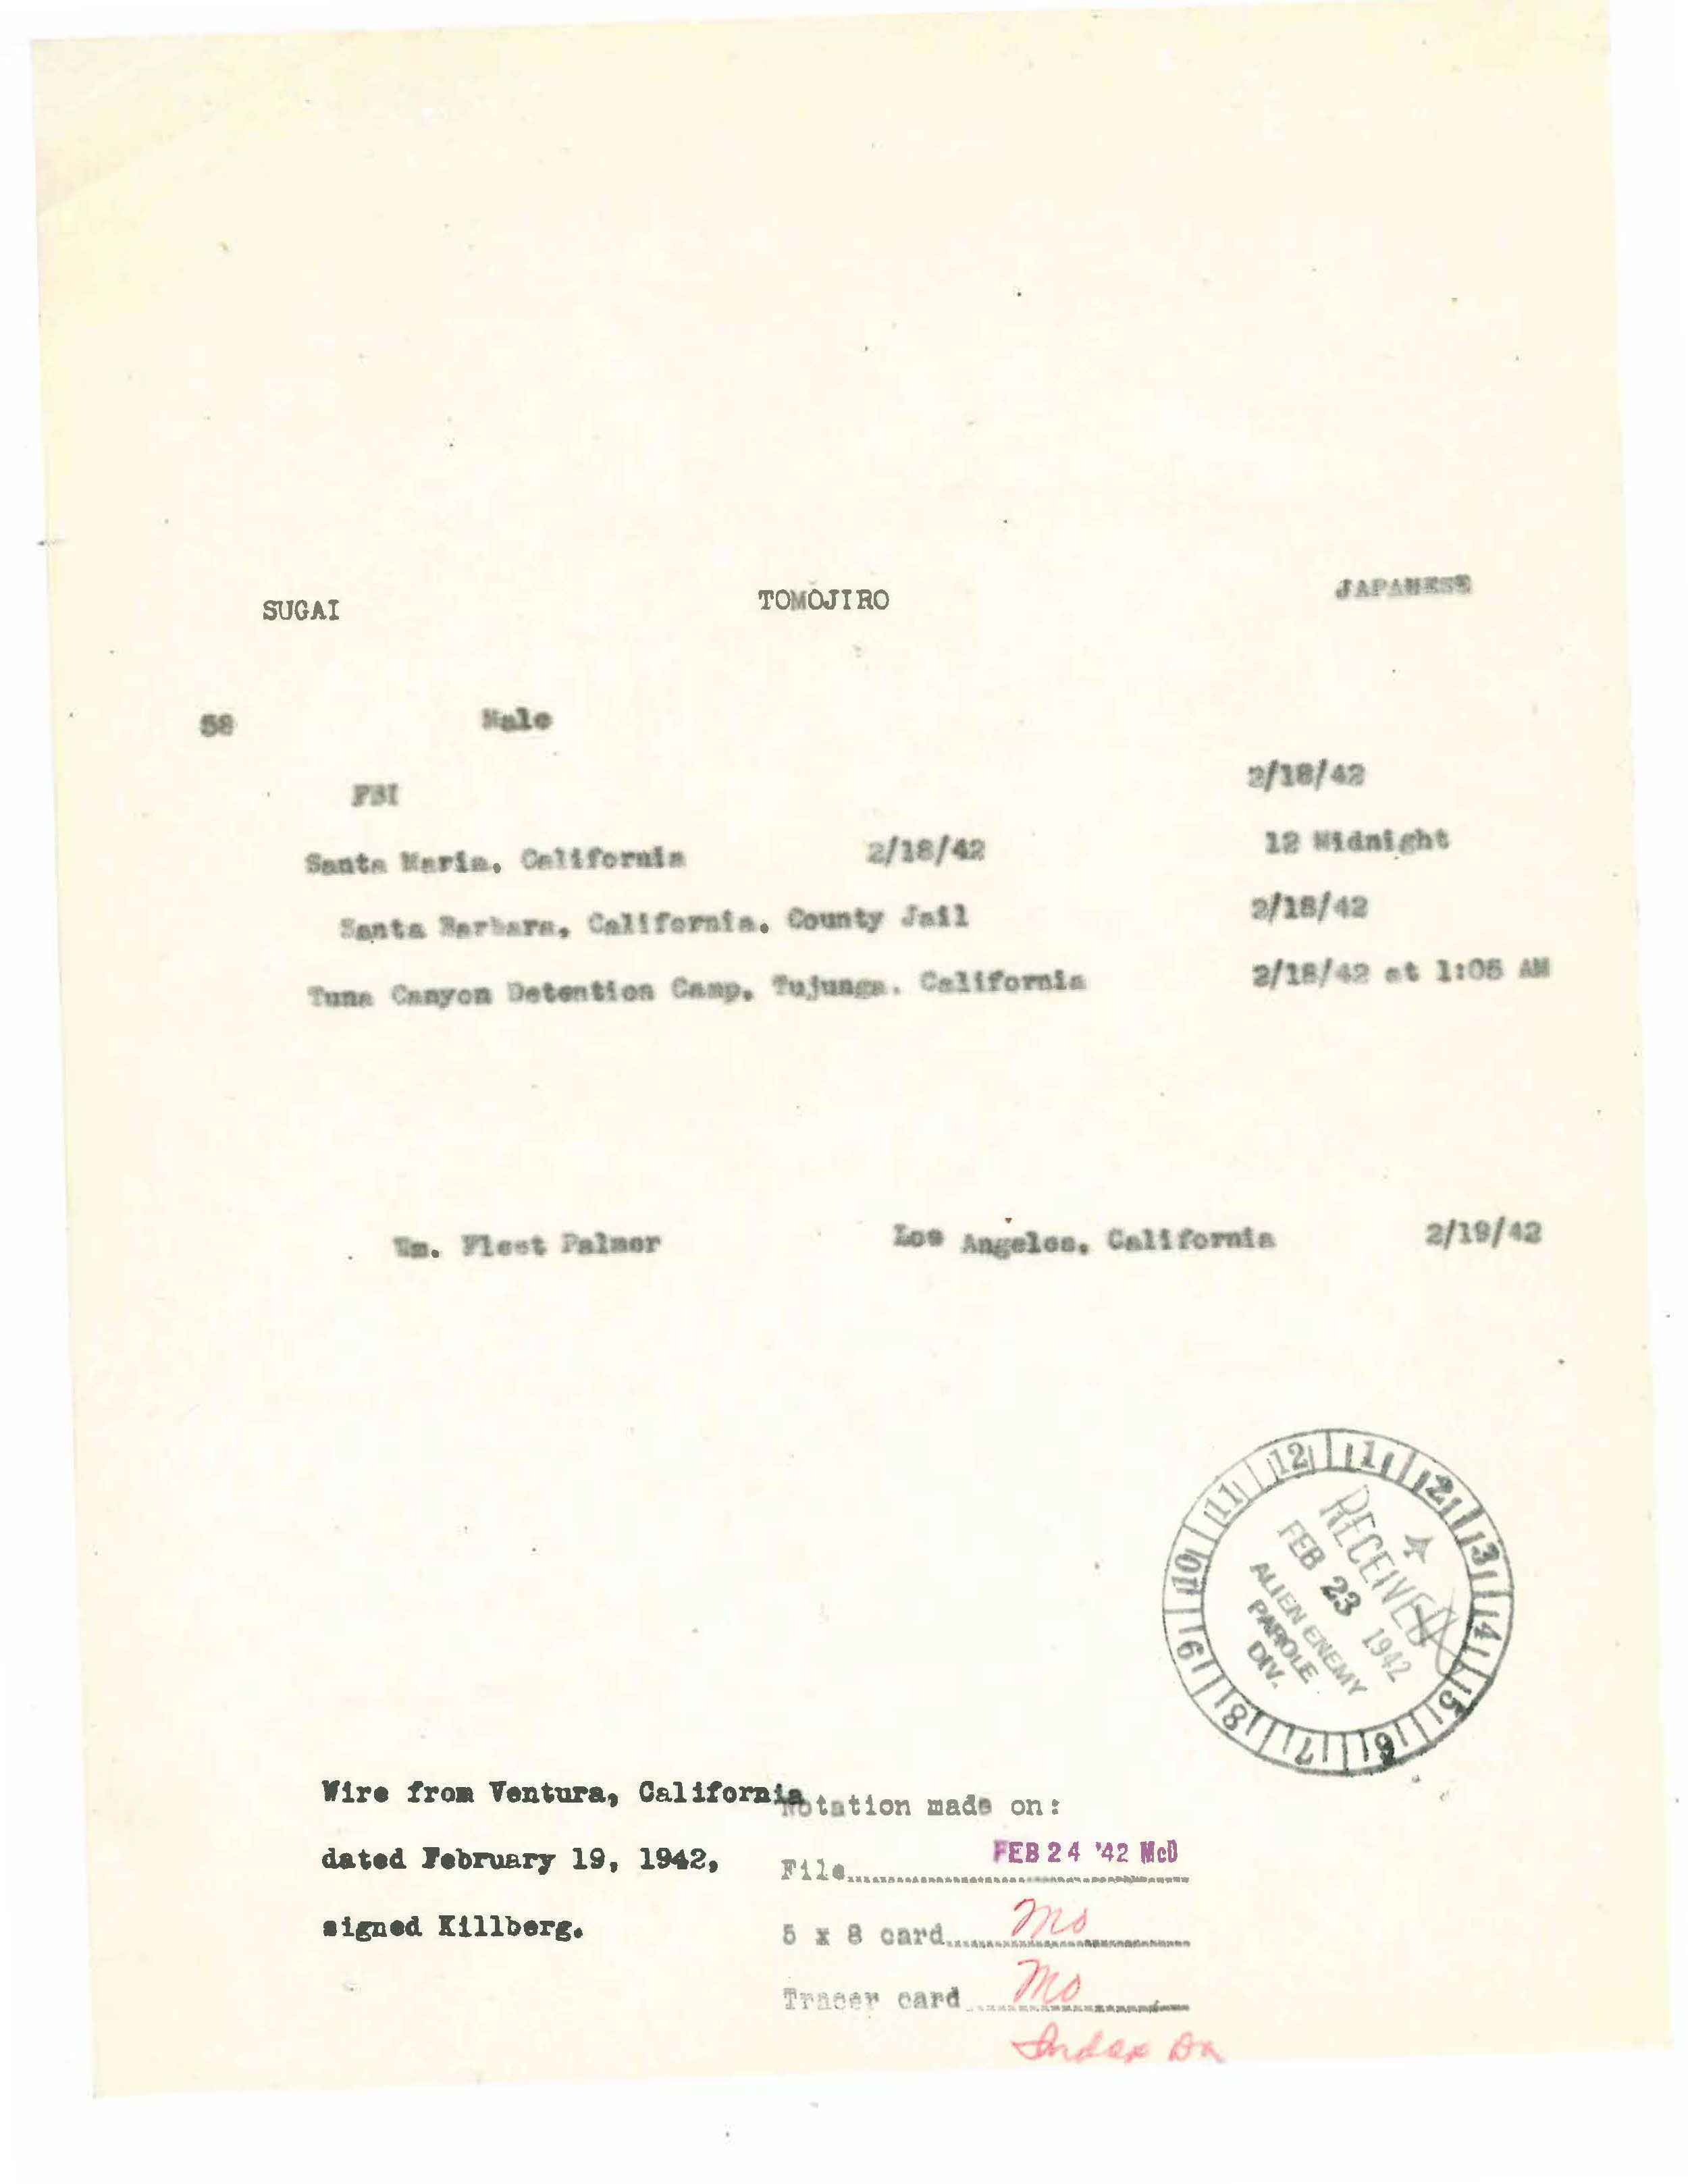 SUGAI TOMOJIRO JAPANESE
58 Male
FBI 2/18/42
Santa Maria, California 2/18/42 12 Midnight
Santa Barbara, California, County Jail 2/18/42
Tuna Canyon Detention Camp, Tujunga, California 2/18/42 at 1:05 AM
Wm. Fleet Palmer Los Angeles, California 2/19/42
12 1 2 3 4 5 6 7 8 9 10 11
RECEIVED
FEB 23 1942
ALIEN ENEMY
PAROLE
DIV.
Wire from Ventura, California
dated February 19, 1942,
signed Killberg.
Notation made on:
File FEB 24 '42 McD
5 x 8 card Mo
Tracer card Mo
Index